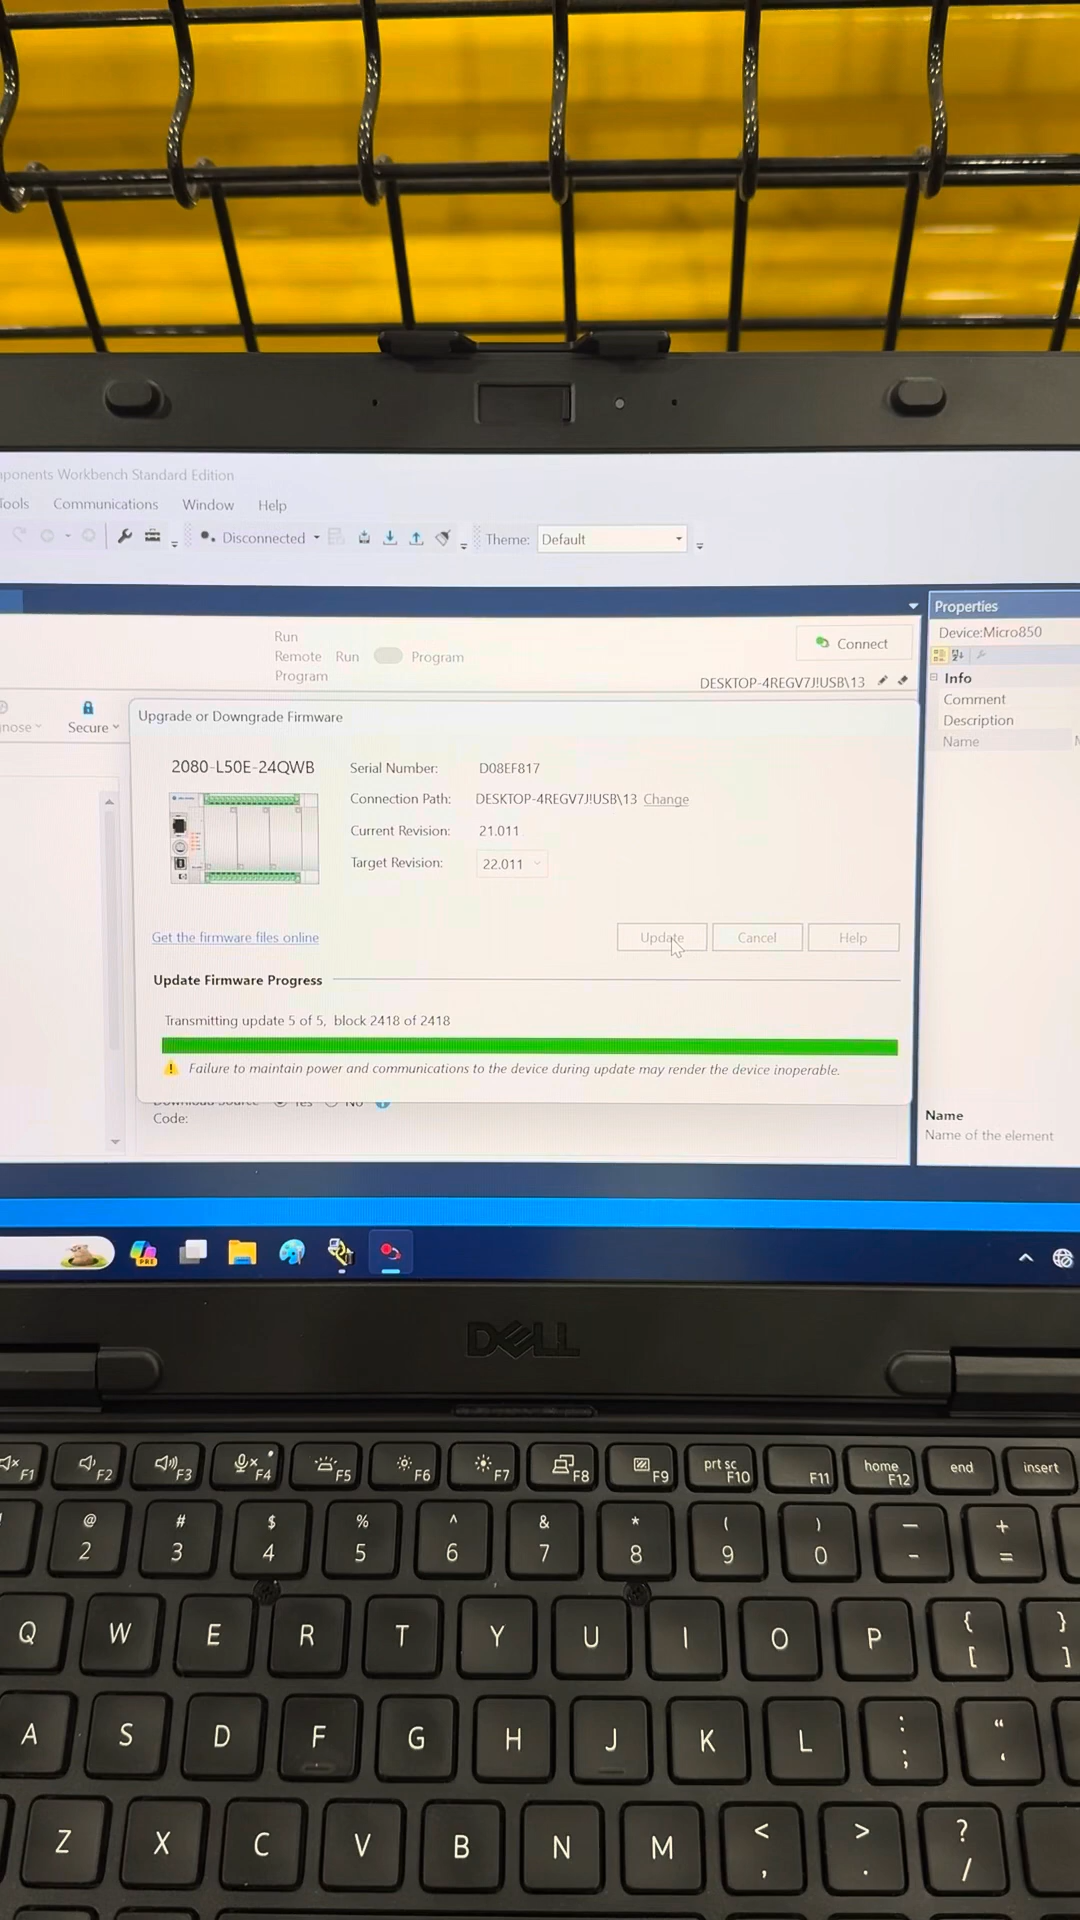 ponents Workbench Standard Edition
Tools Communications Window Help
Disconnected Theme: Default
Properties
Run
Remote Run Program
Program
Connect
DESKTOP-4REGV7J!USB\13
Device:Micro850
Info
Comment
Description
Name
nose Secure
Upgrade or Downgrade Firmware
2080-L50E-24QWB
Serial Number: D08EF817
Connection Path: DESKTOP-4REGV7J!USB\13 Change
Current Revision: 21.011
Target Revision: 22.011
Get the firmware files online
Update Cancel Help
Update Firmware Progress
Transmitting update 5 of 5, block 2418 of 2418
Failure to maintain power and communications to the device during update may render the device inoperable.
Yes No
Code:
Name
Name of the element
PRE
DELL
F1 F2 F3 F4 F5 F6 F7 F8 F9 prt sc F10 F11 home F12 end insert
@ # $ % ^ & * ( ) _ +
2 3 4 5 6 7 8 9 0 - =
Q W E R T Y U I O P { [ } ]
A S D F G H J K L : ; " '
Z X C V B N M < , > . ? /